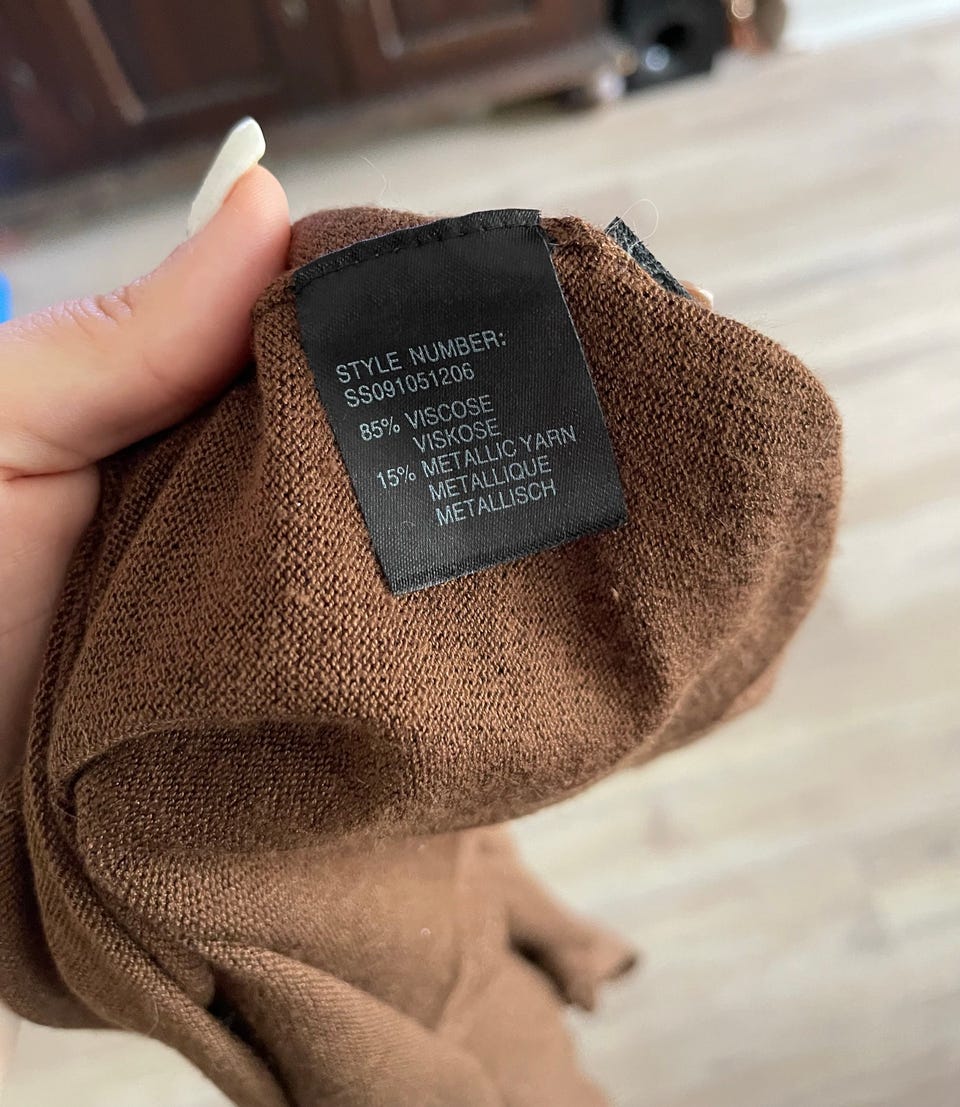 STYLE NUMBER:
SS091051206
85% VISCOSE
VISKOSE
15% METALLIC YARN
METALLIQUE
METALLISCH